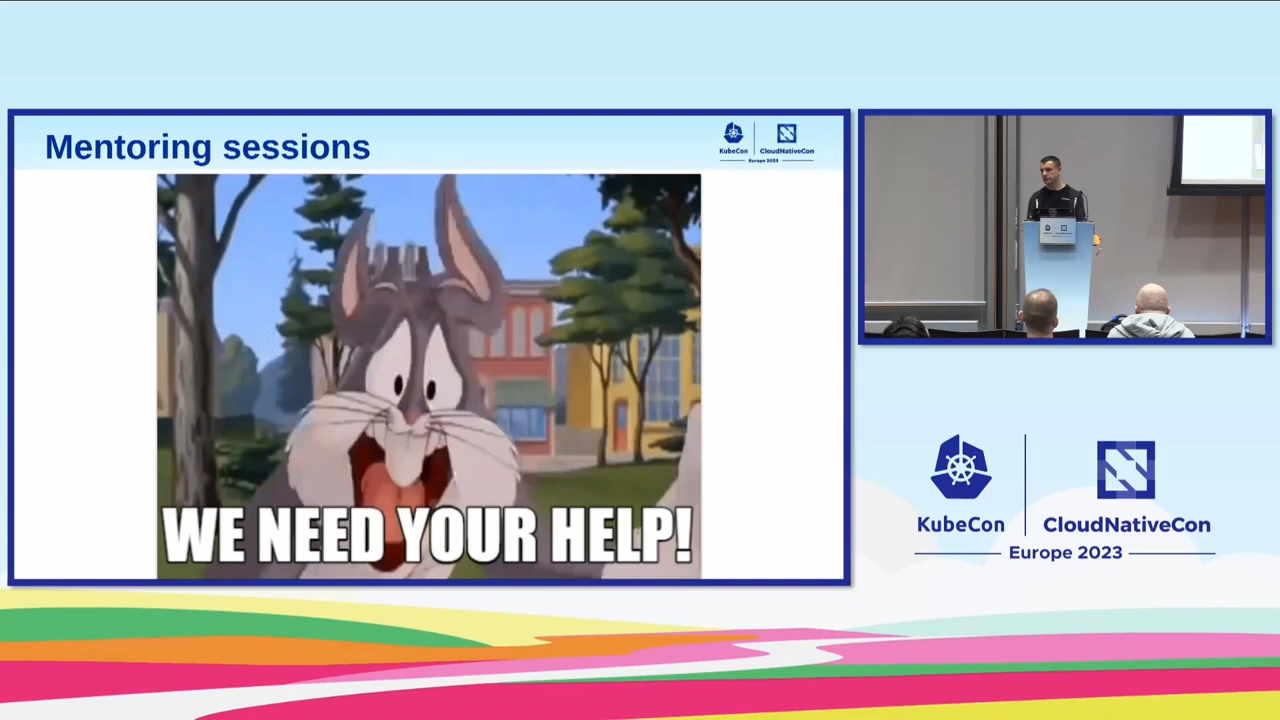 Mentoring sessions
KubeCon
CloudNativeCon
Europe 2023
WE NEED YOUR HELP!
KubeCon
CloudNativeCon
Europe 2023